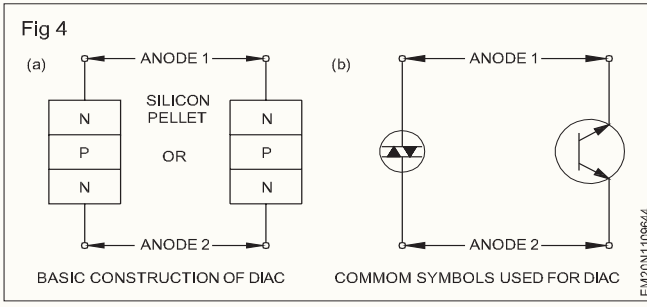 Fig 4
(a)
ANODE 1
(b)
ANODE 1
SILICON
PELLET
N
N
P
OR
P
N
N
ANODE 2
ANODE 2
BASIC CONSTRUCTION OF DIAC
COMMOM SYMBOLS USED FOR DIAC
EM20N1109644